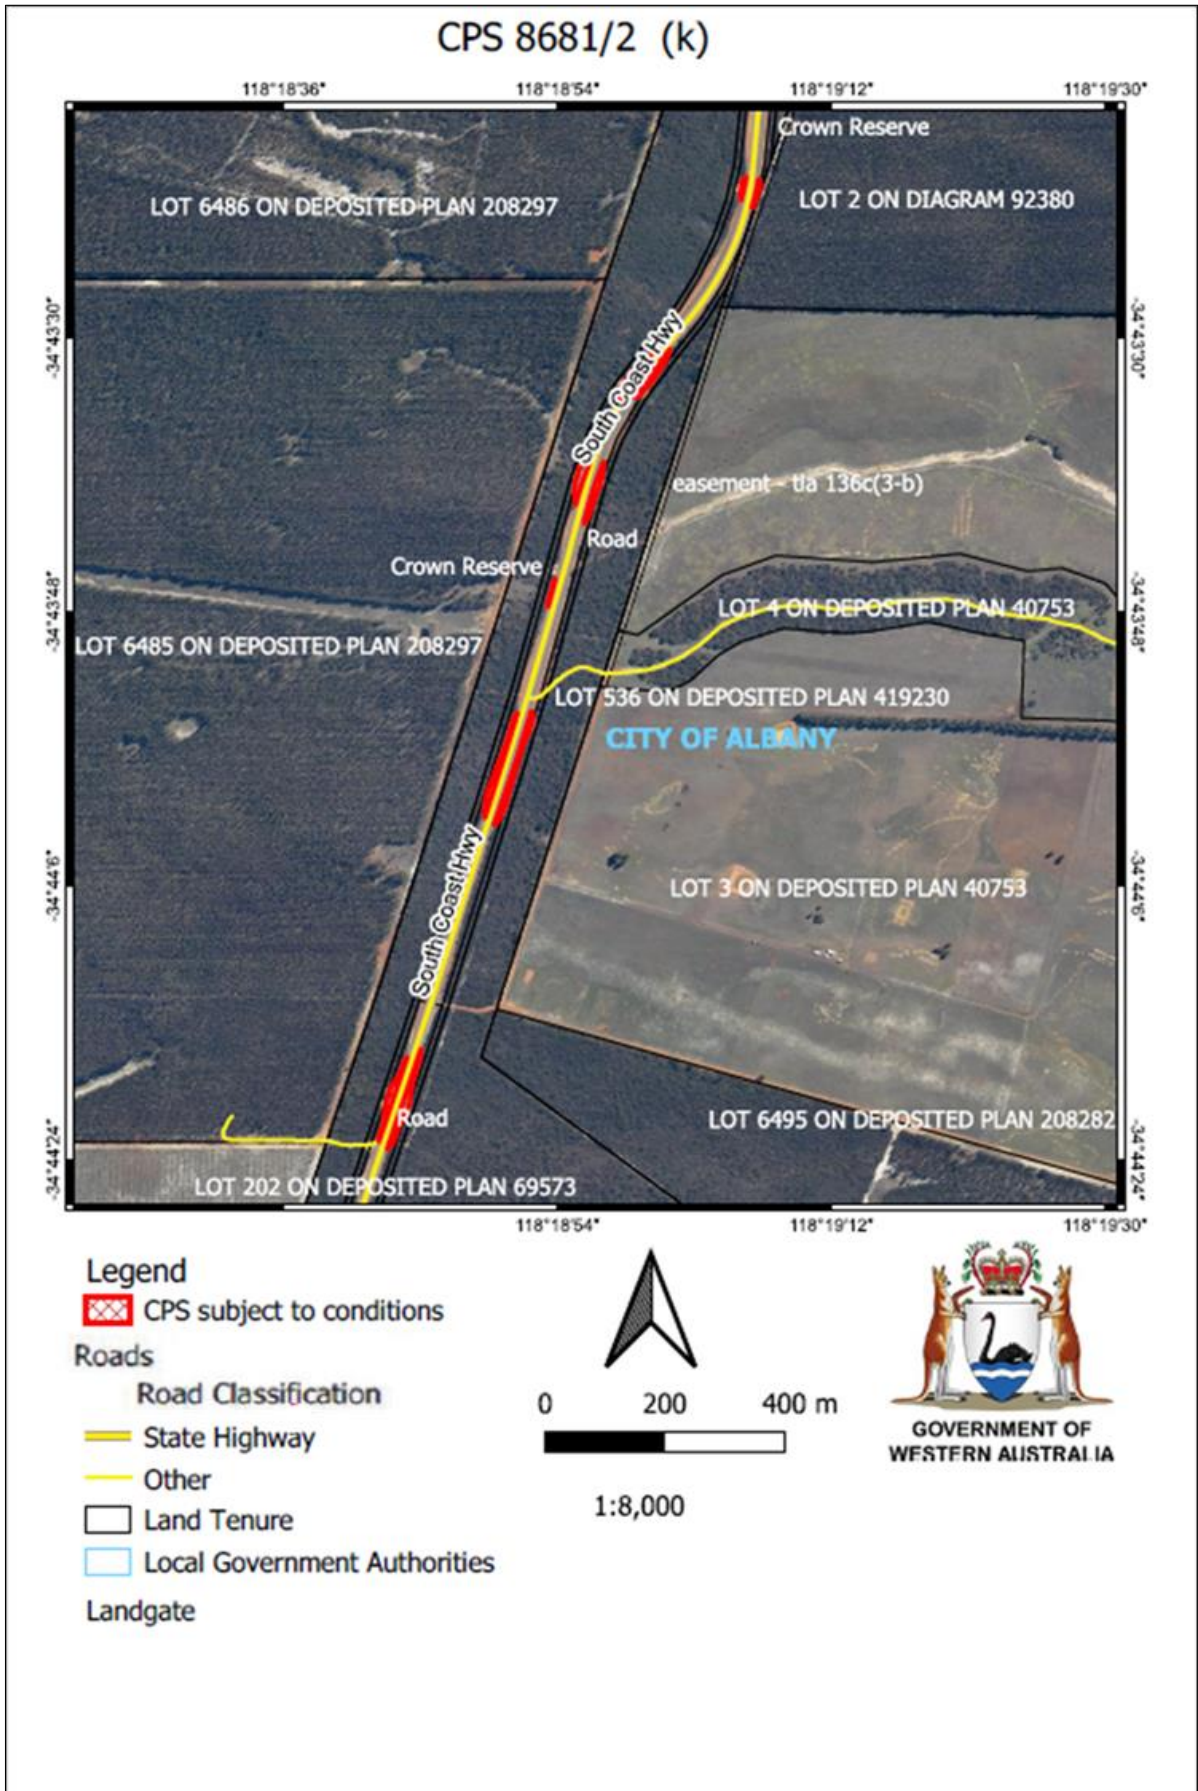 CPS 8681/2 (k)
118°18'36"
118°18'54"
118°19'12"
118°19'30"
Crown Reserve
LOT 6486 ON DEPOSITED PLAN 208297
LOT 2 ON DIAGRAM 92380
-34°43'30"
-34°43'30"
South Coast Hwy
easement - tla 136c(3-b)
Road
Crown Reserve
-34°43'48"
-34°43'48"
LOT 4 ON DEPOSITED PLAN 40753
LOT 6485 ON DEPOSITED PLAN 208297
LOT 536 ON DEPOSITED PLAN 419230
CITY OF ALBANY
-34°44'6"
-34°44'6"
South Coast Hwy
LOT 3 ON DEPOSITED PLAN 40753
Road
LOT 6495 ON DEPOSITED PLAN 208282
-34°44'24"
-34°44'24"
LOT 202 ON DEPOSITED PLAN 69573
118°18'54"
118°19'12"
118°19'30"
Legend
CPS subject to conditions
Roads
Road Classification
State Highway
Other
Land Tenure
Local Government Authorities
Landgate
0 200 400 m
1:8,000
GOVERNMENT OF
WESTERN AUSTRALIA